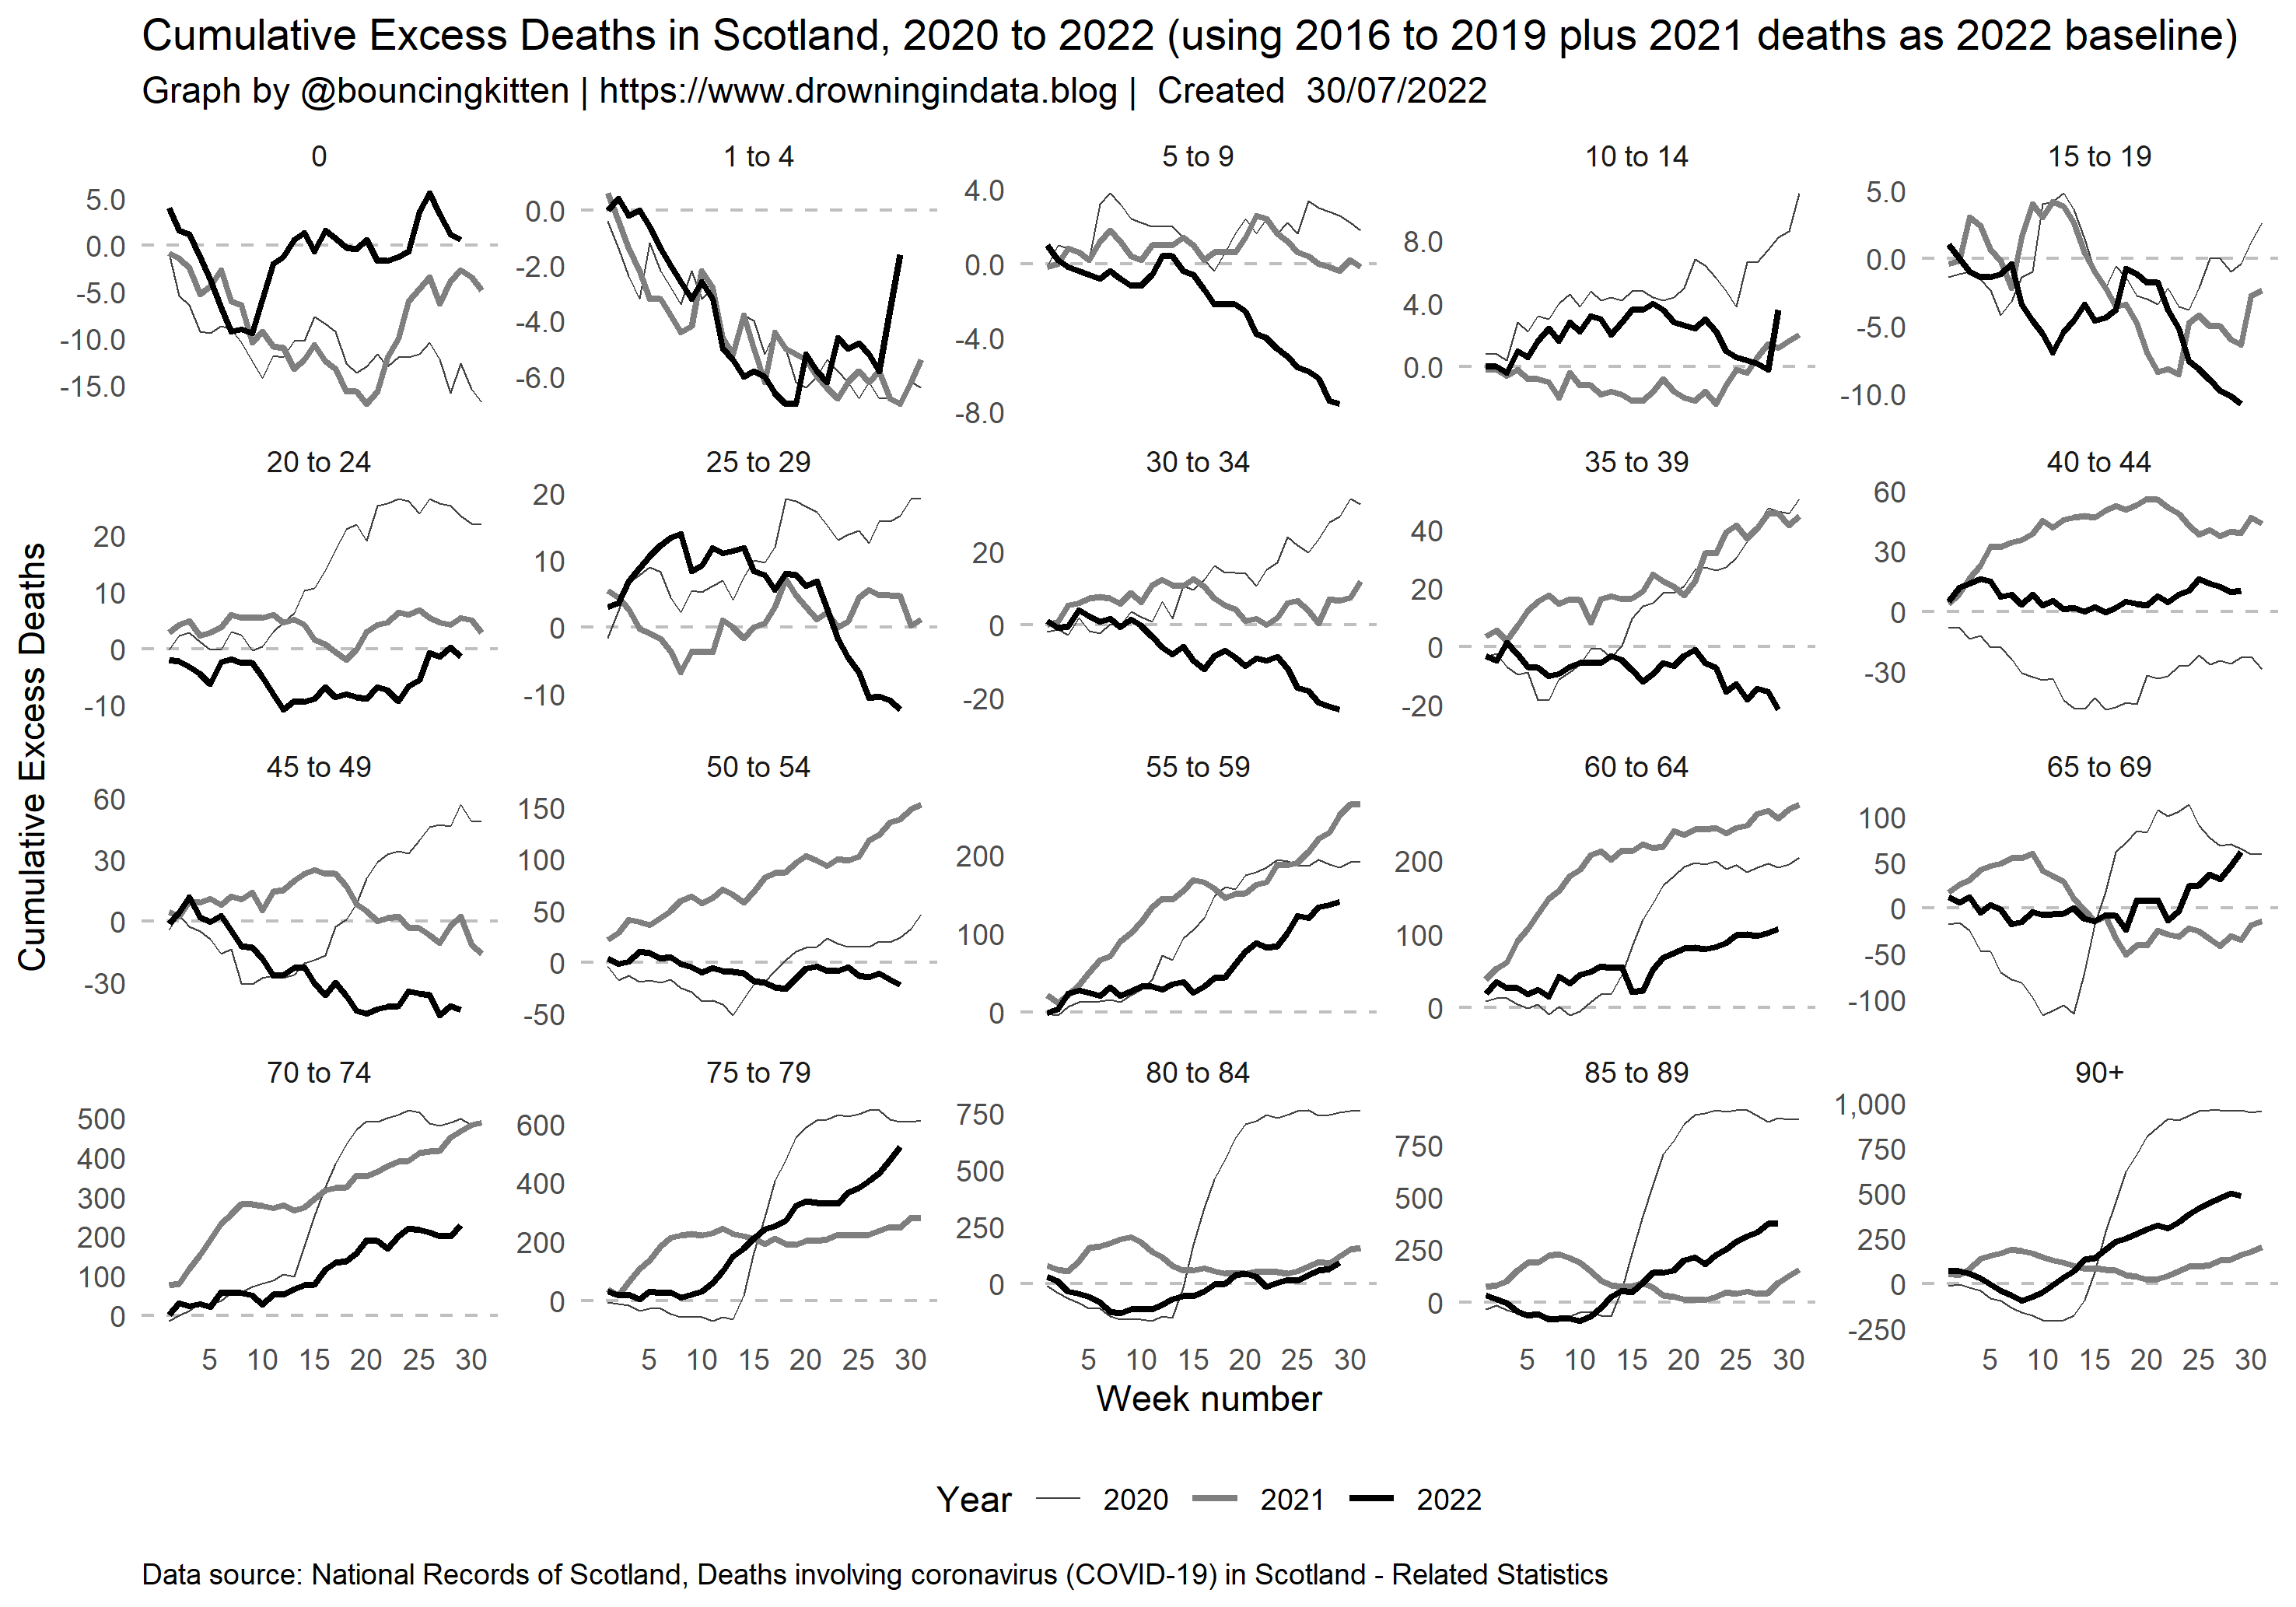 Cumulative Excess Deaths in Scotland, 2020 to 2022 (using 2016 to 2019 plus 2021 deaths as 2022 baseline)
Graph by @bouncingkitten | https://www.drowningindata.blog | Created 30/07/2022
Cumulative Excess Deaths
0
5.0
0.0
-5.0
-10.0
-15.0
1 to 4
0.0
-2.0
-4.0
-6.0
5 to 9
4.0
0.0
-4.0
-8.0
10 to 14
8.0
4.0
0.0
15 to 19
5.0
0.0
-5.0
-10.0
20 to 24
20
10
0
-10
25 to 29
20
10
0
-10
30 to 34
20
0
-20
35 to 39
40
20
0
-20
40 to 44
60
30
0
-30
45 to 49
60
30
0
-30
50 to 54
150
100
50
0
-50
55 to 59
200
100
0
60 to 64
200
100
0
65 to 69
100
50
0
-50
-100
70 to 74
500
400
300
200
100
0
75 to 79
600
400
200
0
80 to 84
750
500
250
0
85 to 89
750
500
250
0
90+
1,000
750
500
250
0
-250
5 10 15 20 25 30
5 10 15 20 25 30
5 10 15 20 25 30
5 10 15 20 25 30
5 10 15 20 25 30
Week number
Year 2020 2021 2022
Data source: National Records of Scotland, Deaths involving coronavirus (COVID-19) in Scotland - Related Statistics